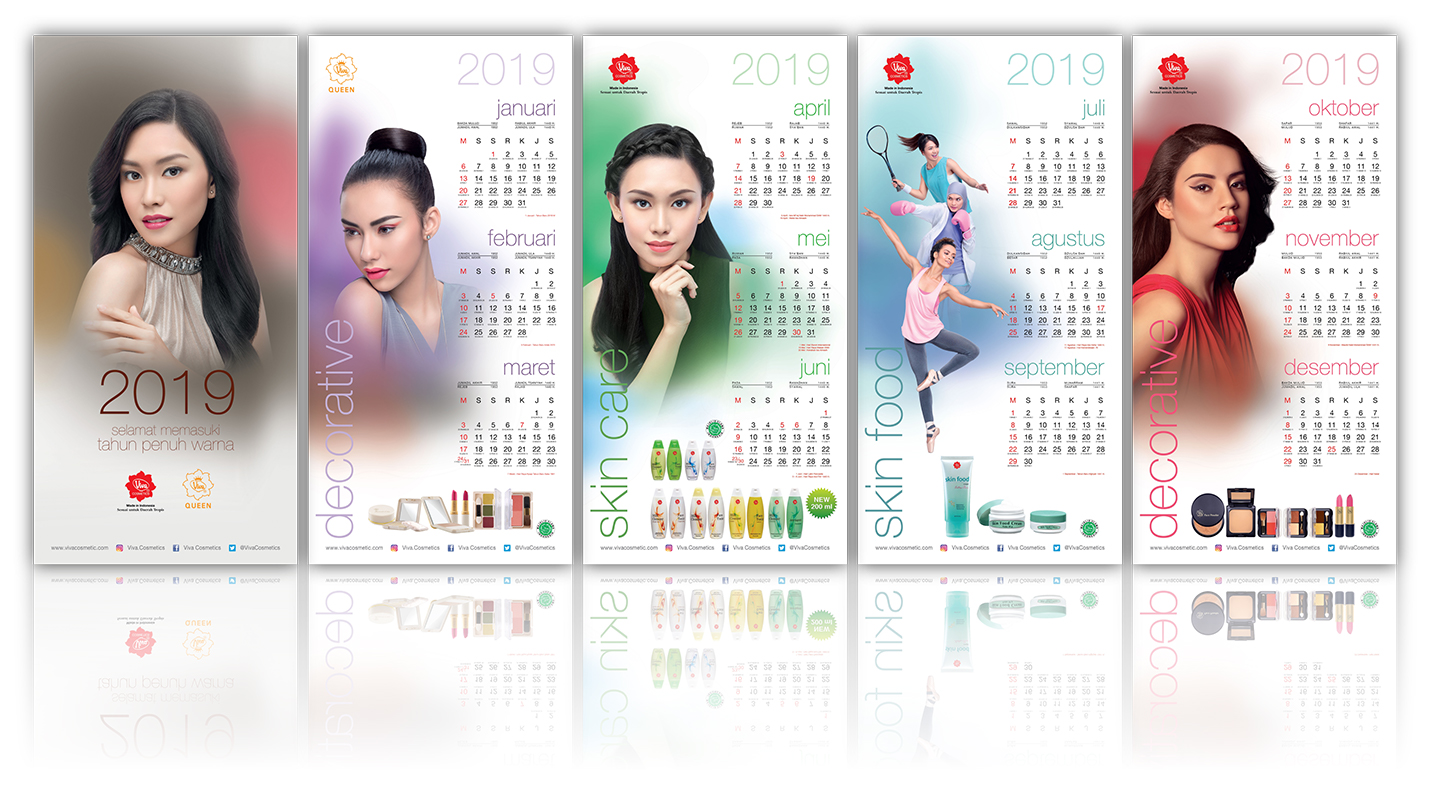 2019
selamat memasuki
tahun penuh warna
Viva
COSMETICS
Made in Indonesia
Sesuai untuk Daerah Tropis
Viva
QUEEN
www.vivacosmetic.com Viva.Cosmetics Viva Cosmetics @VivaCosmetics
Viva
QUEEN
2019
januari
M S S R K J S
1 2 3 4 5
6 7 8 9 10 11 12
13 14 15 16 17 18 19
20 21 22 23 24 25 26
27 28 29 30 31
februari
M S S R K J S
1 2
3 4 5 6 7 8 9
10 11 12 13 14 15 16
17 18 19 20 21 22 23
24 25 26 27 28
maret
M S S R K J S
1 2
3 4 5 6 7 8 9
10 11 12 13 14 15 16
17 18 19 20 21 22 23
24/31 25 26 27 28 29 30
decorative
www.vivacosmetic.com Viva.Cosmetics Viva Cosmetics @VivaCosmetics
Viva
COSMETICS
Made in Indonesia
Sesuai untuk Daerah Tropis
2019
april
M S S R K J S
1 2 3 4 5 6
7 8 9 10 11 12 13
14 15 16 17 18 19 20
21 22 23 24 25 26 27
28 29 30
mei
M S S R K J S
1 2 3 4
5 6 7 8 9 10 11
12 13 14 15 16 17 18
19 20 21 22 23 24 25
26 27 28 29 30 31
juni
M S S R K J S
1
2 3 4 5 6 7 8
9 10 11 12 13 14 15
16 17 18 19 20 21 22
23/30 24 25 26 27 28 29
skin care
NEW
200 ml
www.vivacosmetic.com Viva.Cosmetics Viva Cosmetics @VivaCosmetics
Viva
COSMETICS
Made in Indonesia
Sesuai untuk Daerah Tropis
2019
juli
M S S R K J S
1 2 3 4 5 6
7 8 9 10 11 12 13
14 15 16 17 18 19 20
21 22 23 24 25 26 27
28 29 30 31
agustus
M S S R K J S
1 2 3
4 5 6 7 8 9 10
11 12 13 14 15 16 17
18 19 20 21 22 23 24
25 26 27 28 29 30 31
september
M S S R K J S
1 2 3 4 5 6 7
8 9 10 11 12 13 14
15 16 17 18 19 20 21
22 23 24 25 26 27 28
29 30
skin food
skin food
Skin Food Cream
www.vivacosmetic.com Viva.Cosmetics Viva Cosmetics @VivaCosmetics
Viva
COSMETICS
Made in Indonesia
Sesuai untuk Daerah Tropis
2019
oktober
M S S R K J S
1 2 3 4 5
6 7 8 9 10 11 12
13 14 15 16 17 18 19
20 21 22 23 24 25 26
27 28 29 30 31
november
M S S R K J S
1 2
3 4 5 6 7 8 9
10 11 12 13 14 15 16
17 18 19 20 21 22 23
24 25 26 27 28 29 30
desember
M S S R K J S
1 2 3 4 5 6 7
8 9 10 11 12 13 14
15 16 17 18 19 20 21
22 23 24 25 26 27 28
29 30 31
decorative
www.vivacosmetic.com Viva.Cosmetics Viva Cosmetics @VivaCosmetics